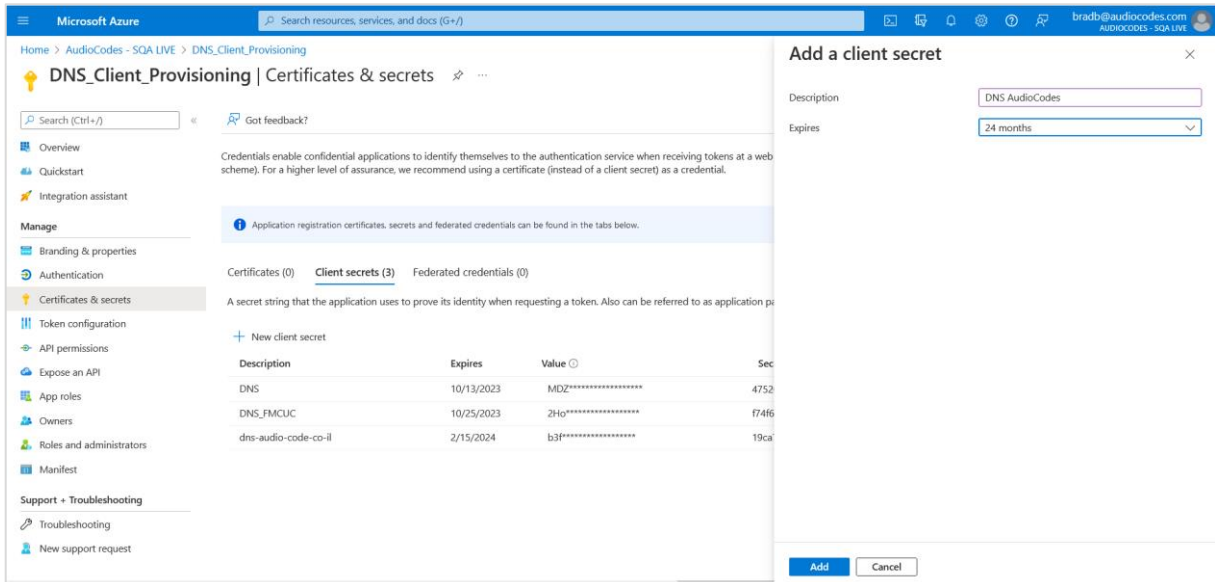 Microsoft Azure
Search resources, services, and docs (G+/)
bradb@audiocodes.com
AUDIOCODES - SQA LIVE
Home > AudioCodes - SQA LIVE > DNS_Client_Provisioning
DNS_Client_Provisioning | Certificates & secrets
Search (Ctrl+/)
Overview
Quickstart
Integration assistant
Manage
Branding & properties
Authentication
Certificates & secrets
Token configuration
API permissions
Expose an API
App roles
Owners
Roles and administrators
Manifest
Support + Troubleshooting
Troubleshooting
New support request
Got feedback?
Credentials enable confidential applications to identify themselves to the authentication service when receiving tokens at a web
scheme). For a higher level of assurance, we recommend using a certificate (instead of a client secret) as a credential.
Application registration certificates, secrets and federated credentials can be found in the tabs below.
Certificates (0) Client secrets (3) Federated credentials (0)
A secret string that the application uses to prove its identity when requesting a token. Also can be referred to as application pa
New client secret
Description Expires Value Sec
DNS 10/13/2023 MDZ****************** 4752
DNS_FMCUC 10/25/2023 2Ho****************** f74f6
dns-audio-code-co-il 2/15/2024 b3f****************** 19ca
Add a client secret
Description DNS AudioCodes
Expires 24 months
Add Cancel